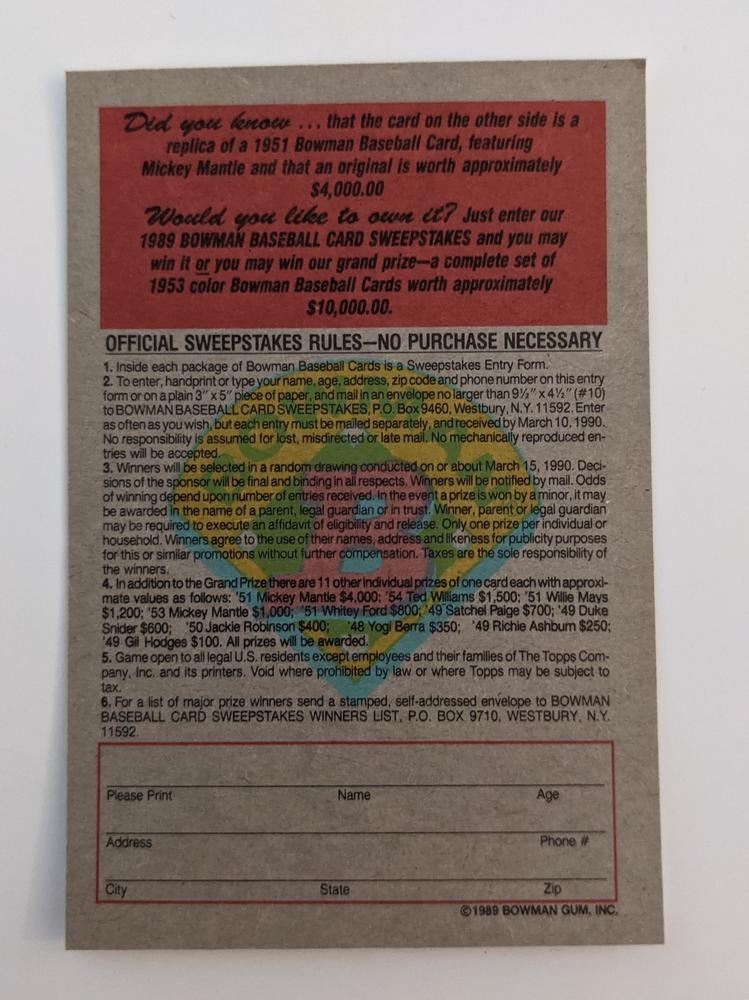 Did you know ... that the card on the other side is a
replica of a 1951 Bowman Baseball Card, featuring
Mickey Mantle and that an original is worth approximately
$4,000.00
Would you like to own it? Just enter our
1989 BOWMAN BASEBALL CARD SWEEPSTAKES and you may
win it or you may win our grand prize—a complete set of
1953 color Bowman Baseball Cards worth approximately
$10,000.00.
OFFICIAL SWEEPSTAKES RULES—NO PURCHASE NECESSARY
1. Inside each package of Bowman Baseball Cards is a Sweepstakes Entry Form.
2. To enter, handprint or type your name, age, address, zip code and phone number on this entry
form or on a plain 3" x 5" piece of paper, and mail in an envelope no larger than 9½" x 4½" (#10)
to BOWMAN BASEBALL CARD SWEEPSTAKES, P.O. Box 9460, Westbury, N.Y. 11592. Enter
as often as you wish, but each entry must be mailed separately, and received by March 10, 1990.
No responsibility is assumed for lost, misdirected or late mail. No mechanically reproduced en-
tries will be accepted.
3. Winners will be selected in a random drawing conducted on or about March 15, 1990. Deci-
sions of the sponsor will be final and binding in all respects. Winners will be notified by mail. Odds
of winning depend upon number of entries received. In the event a prize is won by a minor, it may
be awarded in the name of a parent, legal guardian or in trust. Winner, parent or legal guardian
may be required to execute an affidavit of eligibility and release. Only one prize per individual or
household. Winners agree to the use of their names, address and likeness for publicity purposes
for this or similar promotions without further compensation. Taxes are the sole responsibility of
the winners.
4. In addition to the Grand Prize there are 11 other individual prizes of one card each with approxi-
mate values as follows: '51 Mickey Mantle $4,000; '54 Ted Williams $1,500; '51 Willie Mays
$1,200; '53 Mickey Mantle $1,000; '51 Whitey Ford $800; '49 Satchel Paige $700; '49 Duke
Snider $600; '50 Jackie Robinson $400; '48 Yogi Berra $350; '49 Richie Ashburn $250;
'49 Gil Hodges $100. All prizes will be awarded.
5. Game open to all legal U.S. residents except employees and their families of The Topps Com-
pany, Inc. and its printers. Void where prohibited by law or where Topps may be subject to
tax.
6. For a list of major prize winners send a stamped, self-addressed envelope to BOWMAN
BASEBALL CARD SWEEPSTAKES WINNERS LIST, P.O. BOX 9710, WESTBURY, N.Y.
11592.
Please Print Name Age
Address Phone #
City State Zip
©1989 BOWMAN GUM, INC.